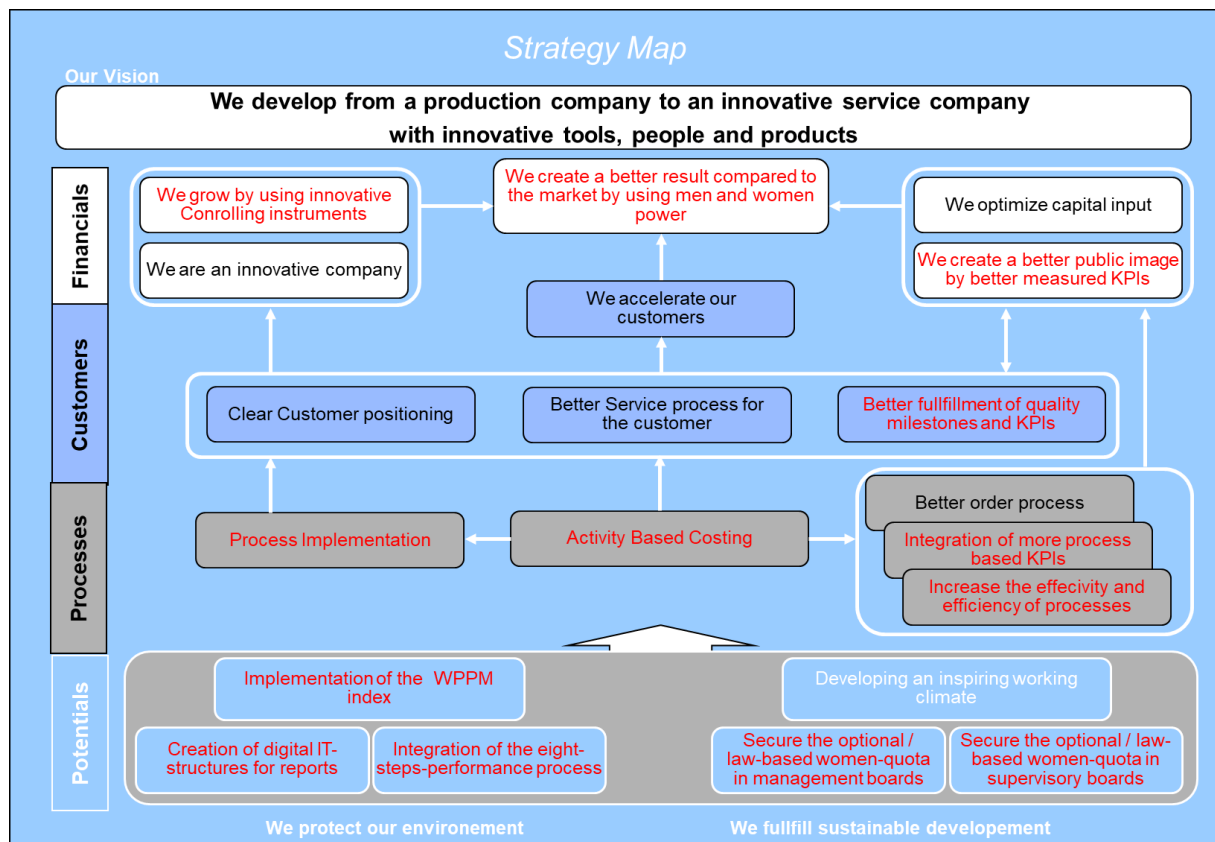 Strategy Map
Our Vision
We develop from a production company to an innovative service company
with innovative tools, people and products
Financials
We grow by using innovative
Conrolling instruments
We are an innovative company
We create a better result compared to
the market by using men and women
power
We optimize capital input
We create a better public image
by better measured KPIs
We accelerate our
customers
Customers
Clear Customer positioning
Better Service process for
the customer
Better fullfillment of quality
milestones and KPIs
Processes
Process Implementation
Activity Based Costing
Better order process
Integration of more process
based KPIs
Increase the effecivity and
efficiency of processes
Potentials
Implementation of the WPPM
index
Developing an inspiring working
climate
Creation of digital IT-
structures for reports
Integration of the eight-
steps-performance process
Secure the optional /
law-based women-quota
in management boards
Secure the optional / law-
based women-quota in
supervisory boards
We protect our environement
We fullfill sustainable developement